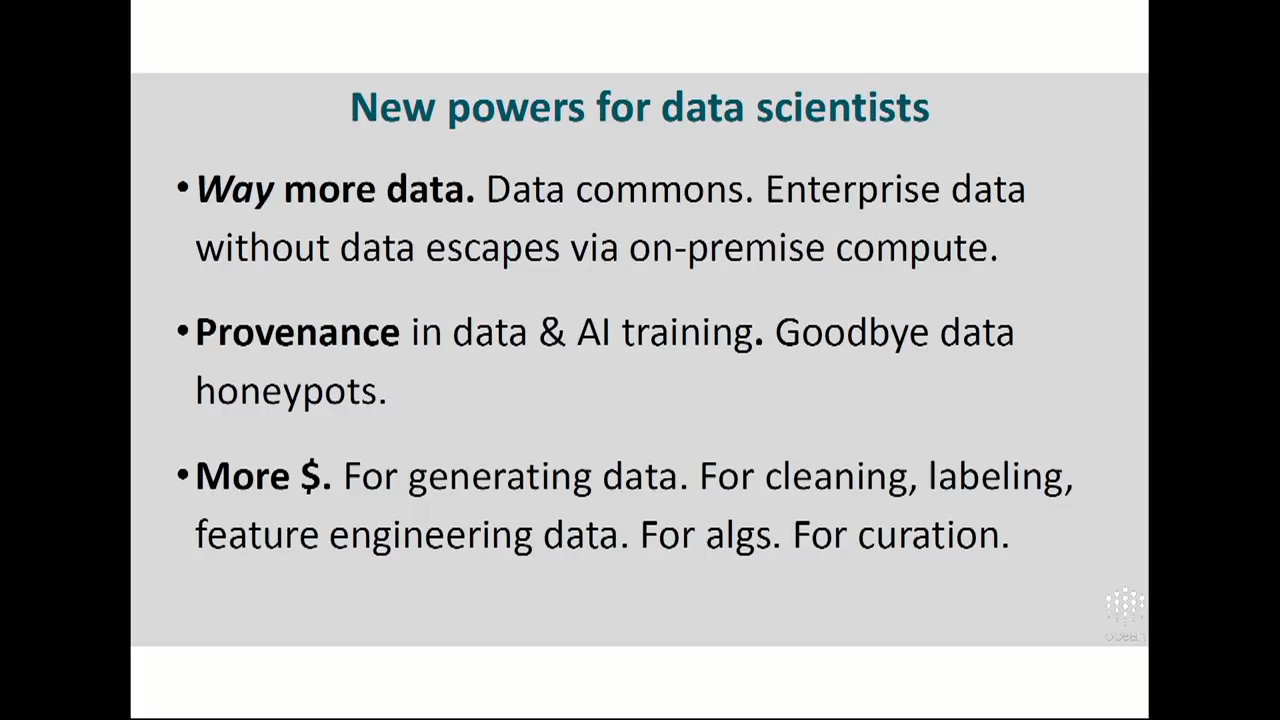 New powers for data scientists
• Way more data. Data commons. Enterprise data
without data escapes via on-premise compute.
• Provenance in data & AI training. Goodbye data
honeypots.
• More $. For generating data. For cleaning, labeling,
feature engineering data. For algs. For curation.
ocean